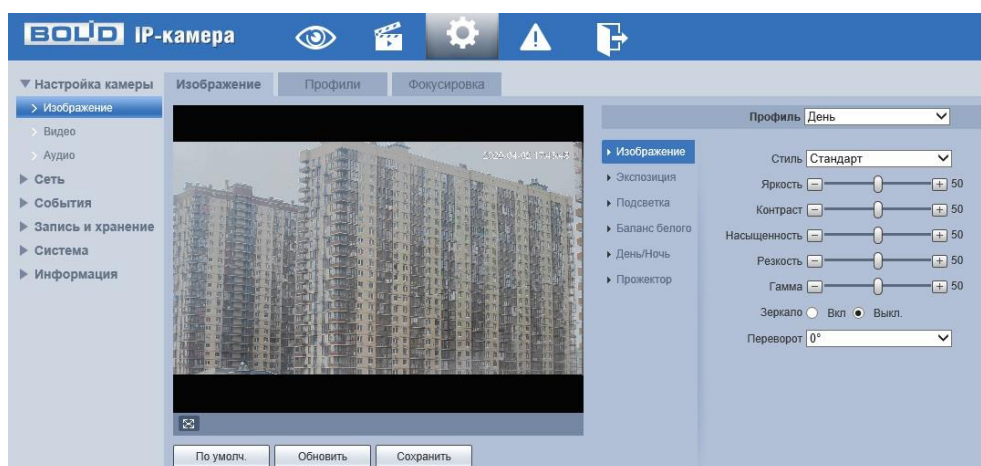 BOLID IP-камера
Настройка камеры
Изображение
Видео
Аудио
Сеть
События
Запись и хранение
Система
Информация
Изображение
Профили
Фокусировка
Профиль День
Изображение
Экспозиция
Подсветка
Баланс белого
День/Ночь
Прожектор
Стиль Стандарт
Яркость 50
Контраст 50
Насыщенность 50
Резкость 50
Гамма 50
Зеркало Вкл Выкл.
Переворот 0°
По умолч.
Обновить
Сохранить